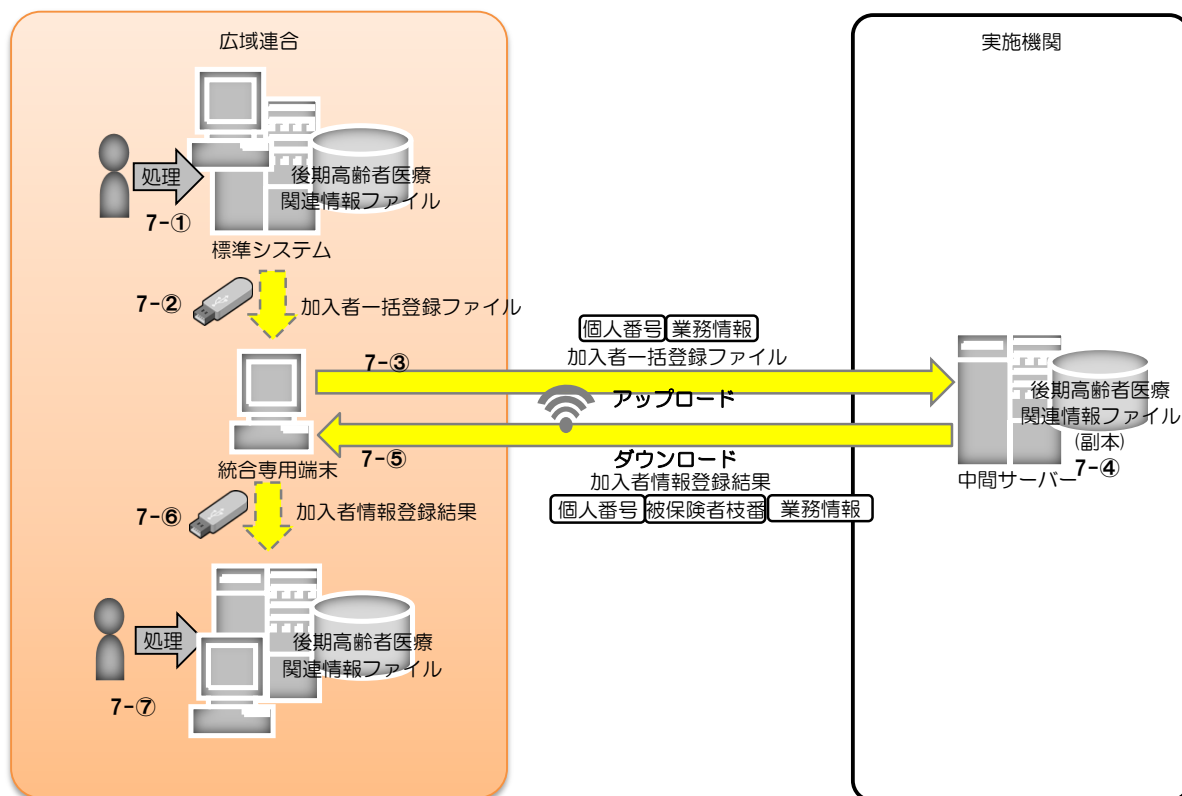 広域連合
実施機関
処理
7-①
後期高齢者医療
関連情報ファイル
標準システム
7-②
加入者一括登録ファイル
7-③
個人番号 業務情報
加入者一括登録ファイル
アップロード
後期高齢者医療
関連情報ファイル
(副本)
7-④
中間サーバー
7-⑤
統合専用端末
ダウンロード
加入者情報登録結果
個人番号 被保険者枝番 業務情報
7-⑥
加入者情報登録結果
処理
7-⑦
後期高齢者医療
関連情報ファイル